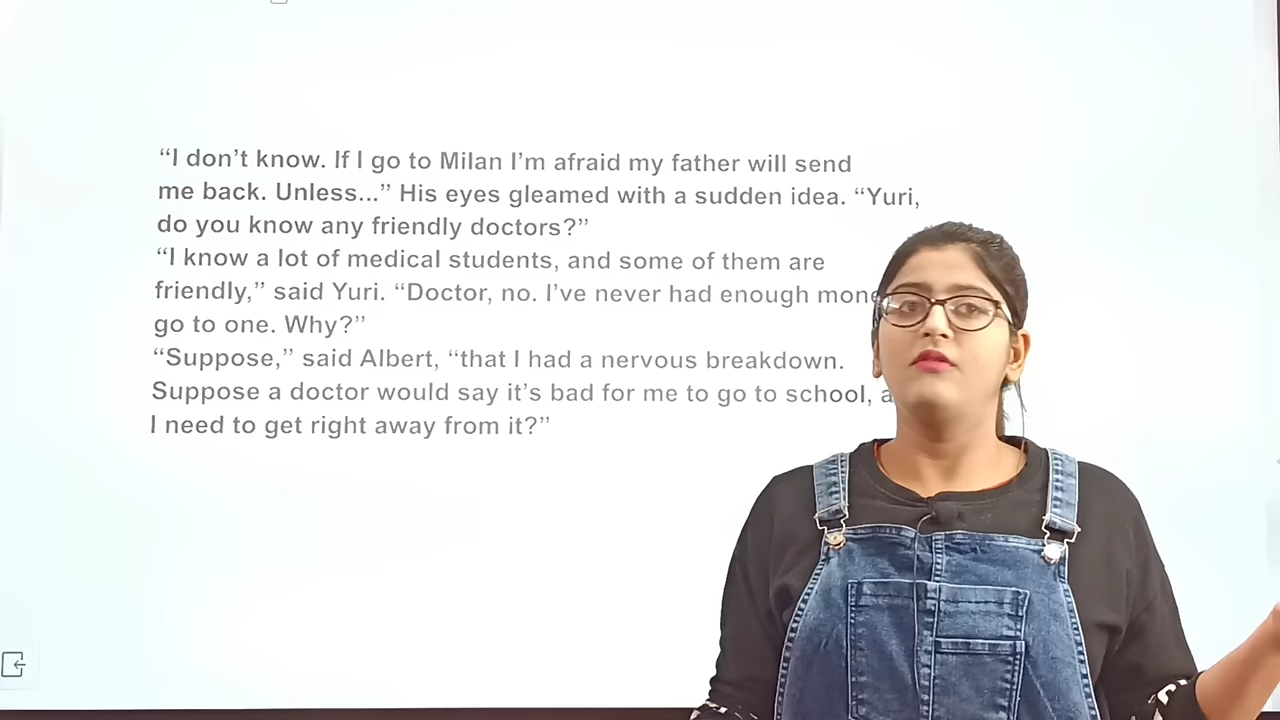 “I don’t know. If I go to Milan I’m afraid my father will send
me back. Unless...” His eyes gleamed with a sudden idea. “Yuri,
do you know any friendly doctors?”
“I know a lot of medical students, and some of them are
friendly,” said Yuri. “Doctor, no. I’ve never had enough
go to one. Why?”
“Suppose,” said Albert, “that I had a nervous breakdown.
Suppose a doctor would say it’s bad for me to go to school,
I need to get right away from it?”